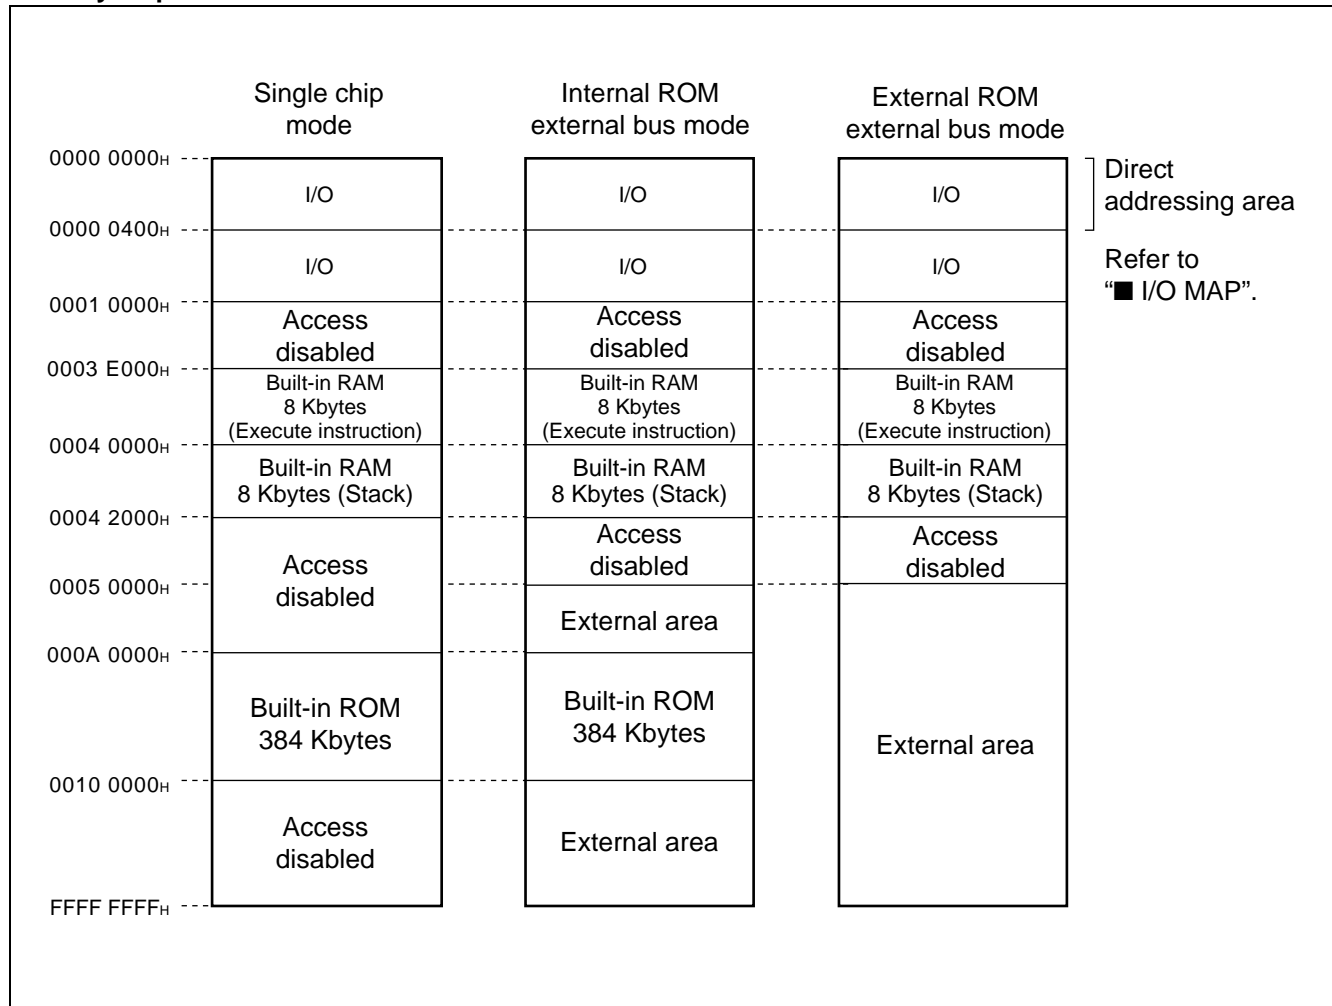 Single chip
mode
Internal ROM
external bus mode
External ROM
external bus mode
0000 0000H
I/O
I/O
I/O
Direct
addressing area
0000 0400H
I/O
I/O
I/O
Refer to
“■ I/O MAP”.
0001 0000H
Access
disabled
Access
disabled
Access
disabled
0003 E000H
Built-in RAM
8 Kbytes
(Execute instruction)
Built-in RAM
8 Kbytes
(Execute instruction)
Built-in RAM
8 Kbytes
(Execute instruction)
0004 0000H
Built-in RAM
8 Kbytes (Stack)
Built-in RAM
8 Kbytes (Stack)
Built-in RAM
8 Kbytes (Stack)
0004 2000H
Access
disabled
Access
disabled
Access
disabled
0005 0000H
External area
000A 0000H
Built-in ROM
384 Kbytes
Built-in ROM
384 Kbytes
External area
0010 0000H
Access
disabled
External area
FFFF FFFFH